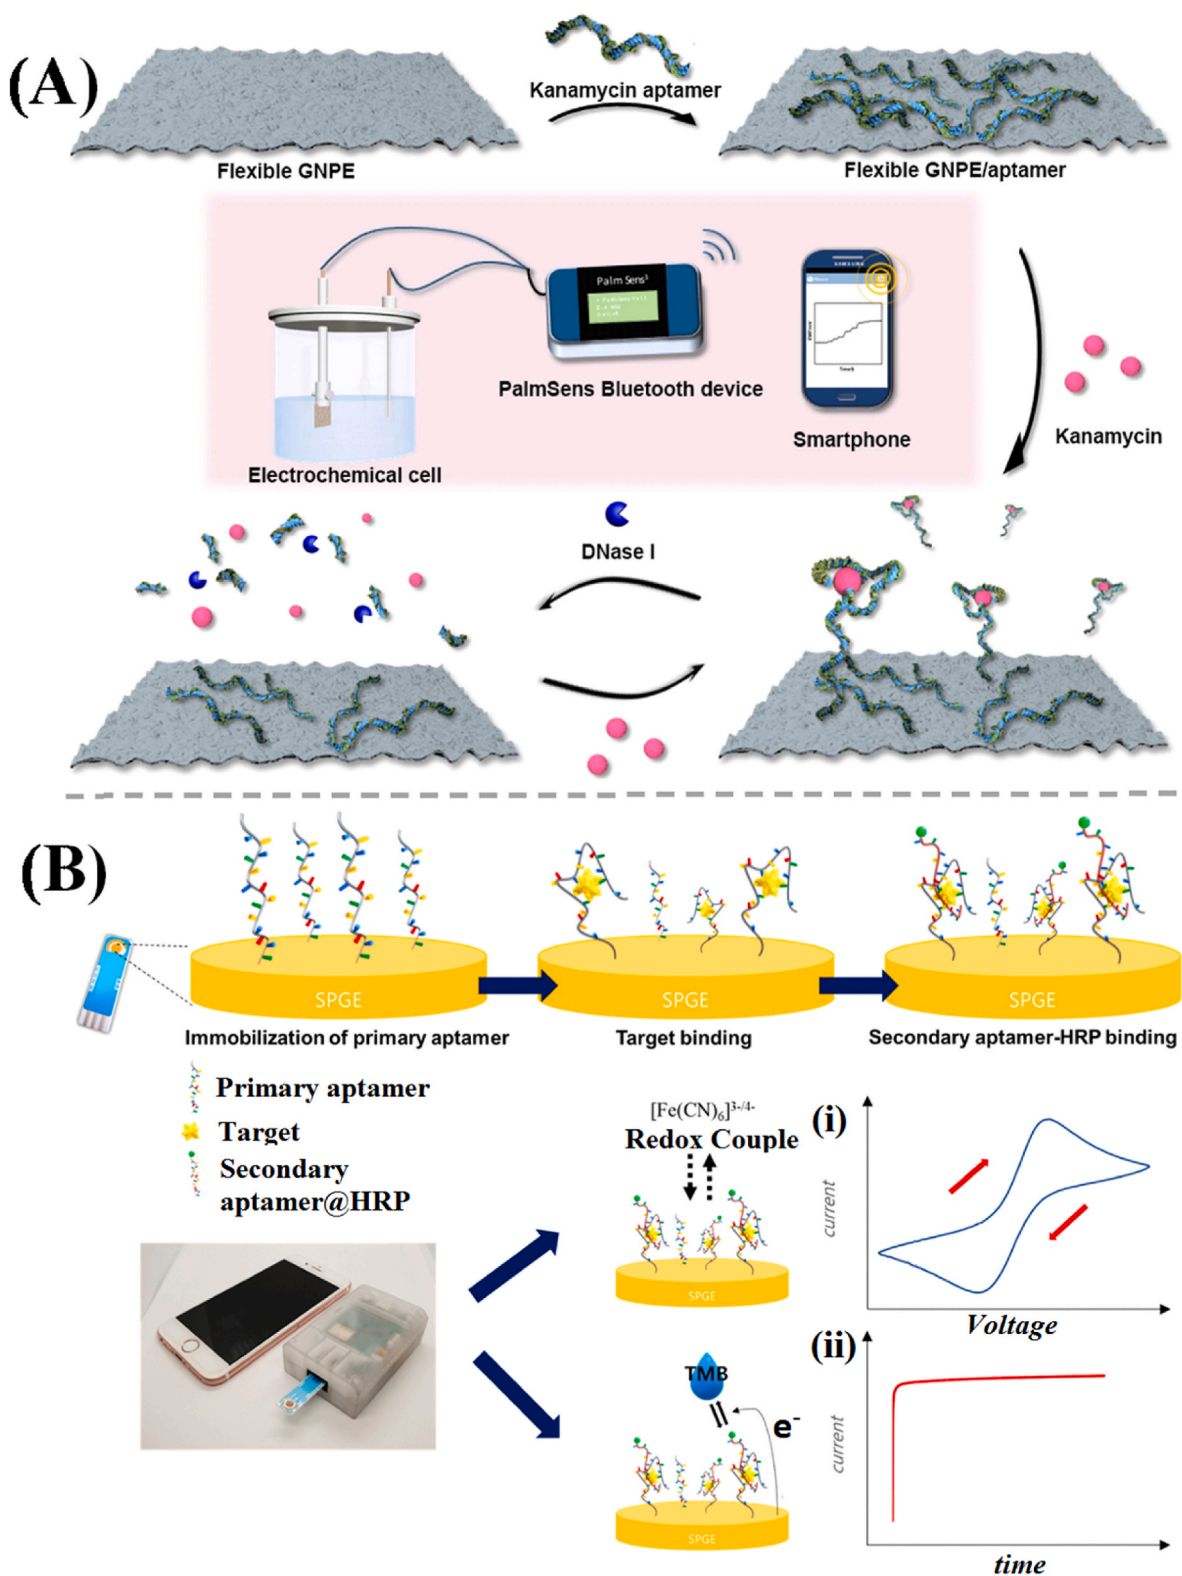 (A)
Kanamycin aptamer
Flexible GNPE
Flexible GNPE/aptamer
Palm Sens³
SAMSUNG
PalmSens Bluetooth device
Smartphone
Electrochemical cell
Kanamycin
DNase I
(B)
SPGE
SPGE
SPGE
Immobilization of primary aptamer
Target binding
Secondary aptamer-HRP binding
Primary aptamer
Target
Secondary
aptamer@HRP
[Fe(CN)₆]³⁻/⁴⁻
Redox Couple
SPGE
(i)
current
Voltage
TMB
e⁻
SPGE
(ii)
current
time